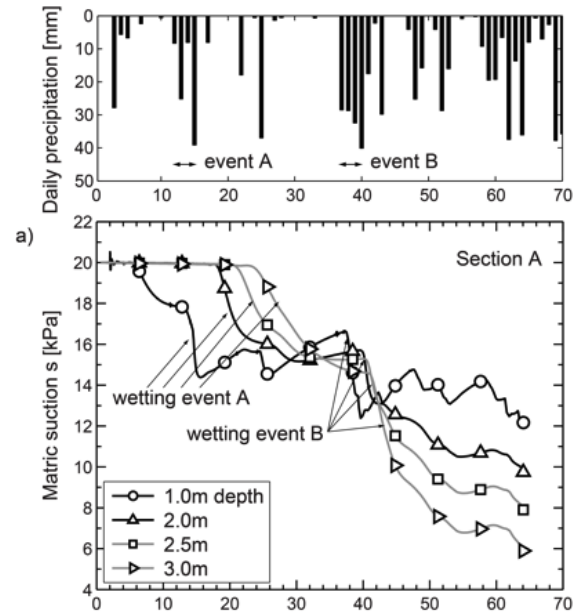 Daily precipitation [mm]
0
10
20
30
40
50
event A
event B
0 10 20 30 40 50 60 70
a)
Matric suction s [kPa]
22
20
18
16
14
12
10
8
6
4
Section A
wetting event A
wetting event B
1.0m depth
2.0m
2.5m
3.0m
0 10 20 30 40 50 60 70